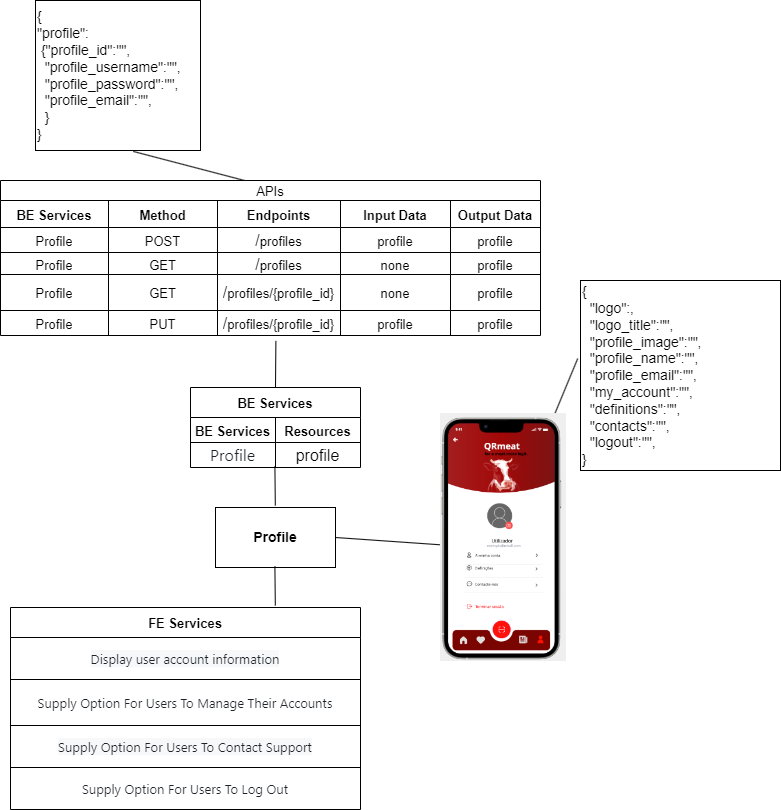 {
"profile":
{"profile_id":"",
"profile_username":"",
"profile_password":"",
"profile_email":"",
}
}
APIs
BE Services Method Endpoints Input Data Output Data
Profile POST /profiles profile profile
Profile GET /profiles none profile
Profile GET /profiles/{profile_id} none profile
Profile PUT /profiles/{profile_id} profile profile
{
"logo":,
"logo_title":"",
"profile_image":"",
"profile_name":"",
"profile_email":"",
"my_account":"",
"definitions":"",
"contacts":"",
"logout":"",
}
BE Services
BE Services Resources
Profile profile
Profile
9:41
QRmeat
Utilizador
A minha conta
Definições
Contacta-nos
Terminar sessão
FE Services
Display user account information
Supply Option For Users To Manage Their Accounts
Supply Option For Users To Contact Support
Supply Option For Users To Log Out